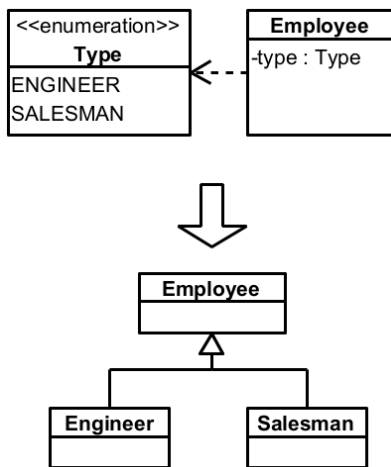 <<enumeration>>
Type
ENGINEER
SALESMAN
Employee
-type : Type
Employee
Engineer
Salesman